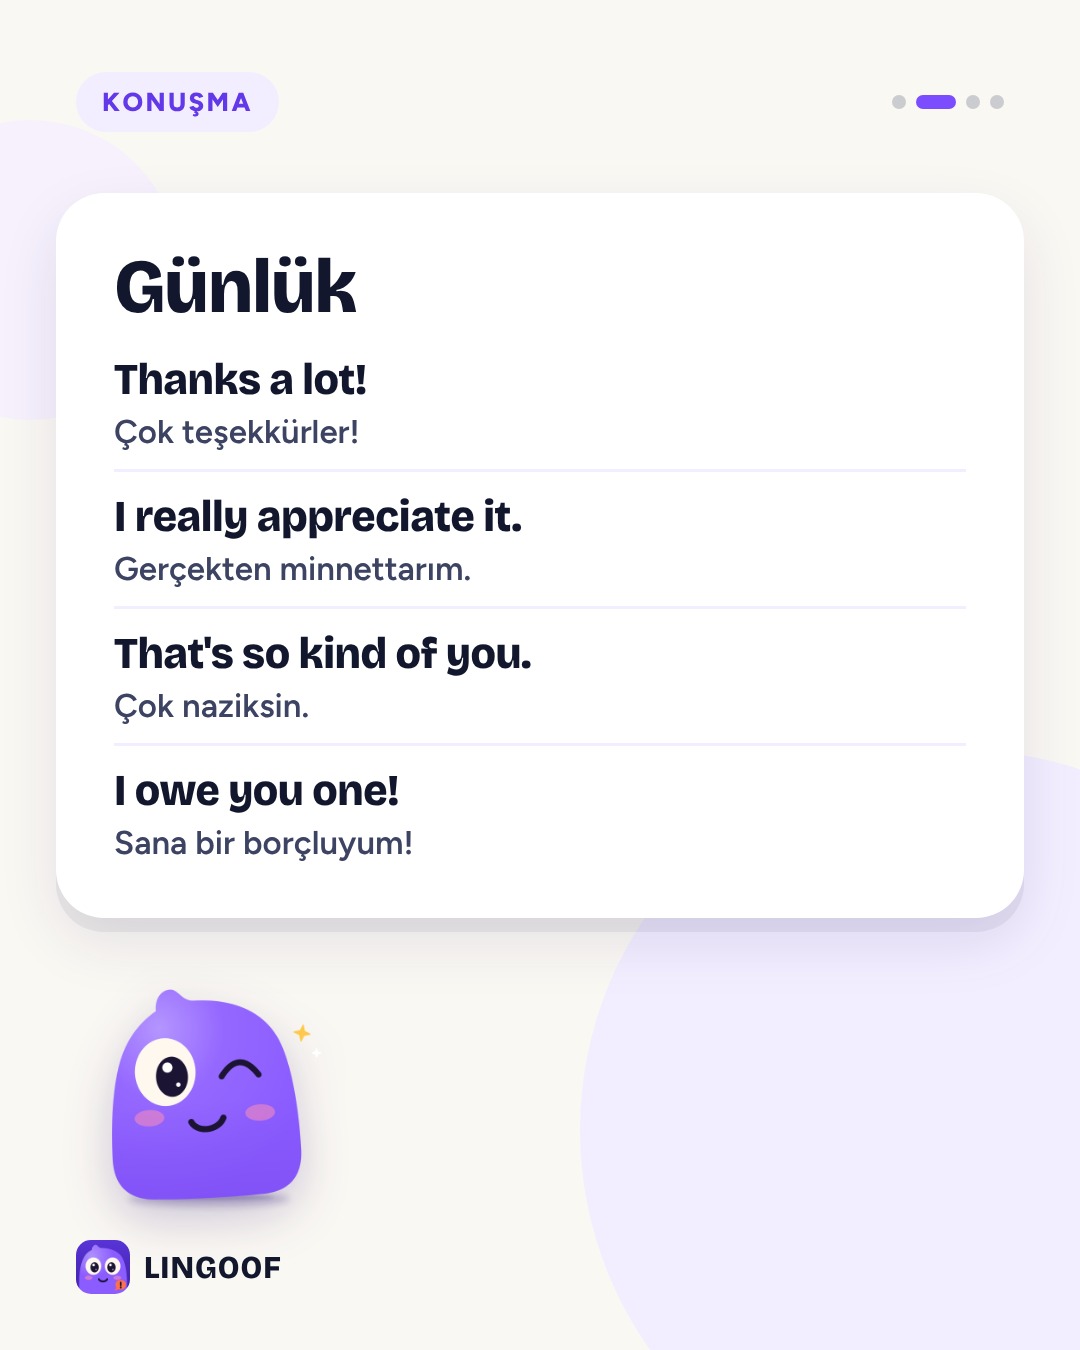 KONUŞMA
Günlük
Thanks a lot!
Çok teşekkürler!
I really appreciate it.
Gerçekten minnettarım.
That's so kind of you.
Çok naziksin.
I owe you one!
Sana bir borçluyum!
LINGOOF